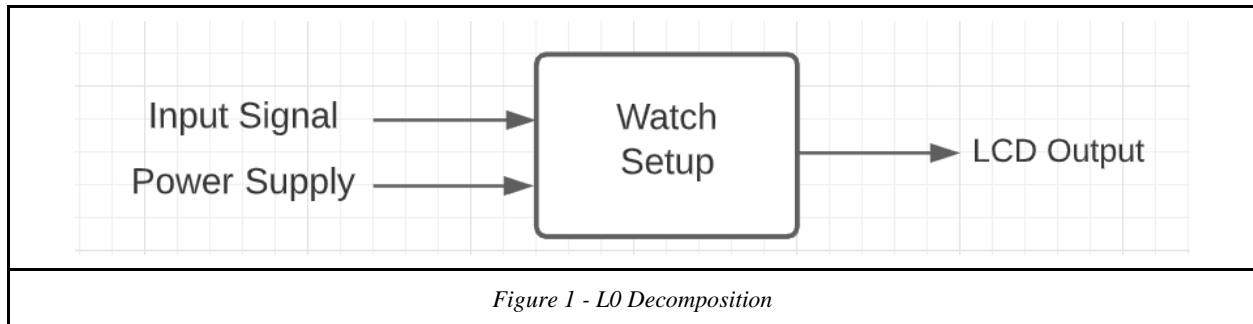 Input Signal
Power Supply
Watch
Setup
LCD Output
Figure 1 - L0 Decomposition